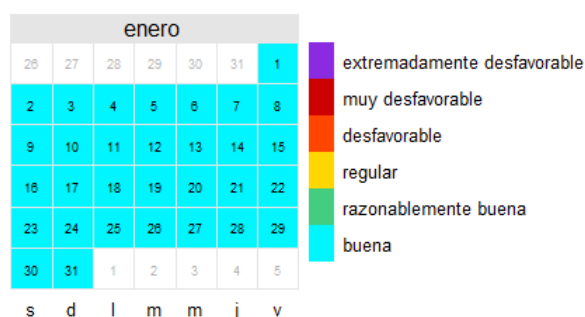 enero
26 27 28 29 30 31 1
2 3 4 5 6 7 8
9 10 11 12 13 14 15
16 17 18 19 20 21 22
23 24 25 26 27 28 29
30 31 1 2 3 4 5
s d l m m j v
extremadamente desfavorable
muy desfavorable
desfavorable
regular
razonablemente buena
buena